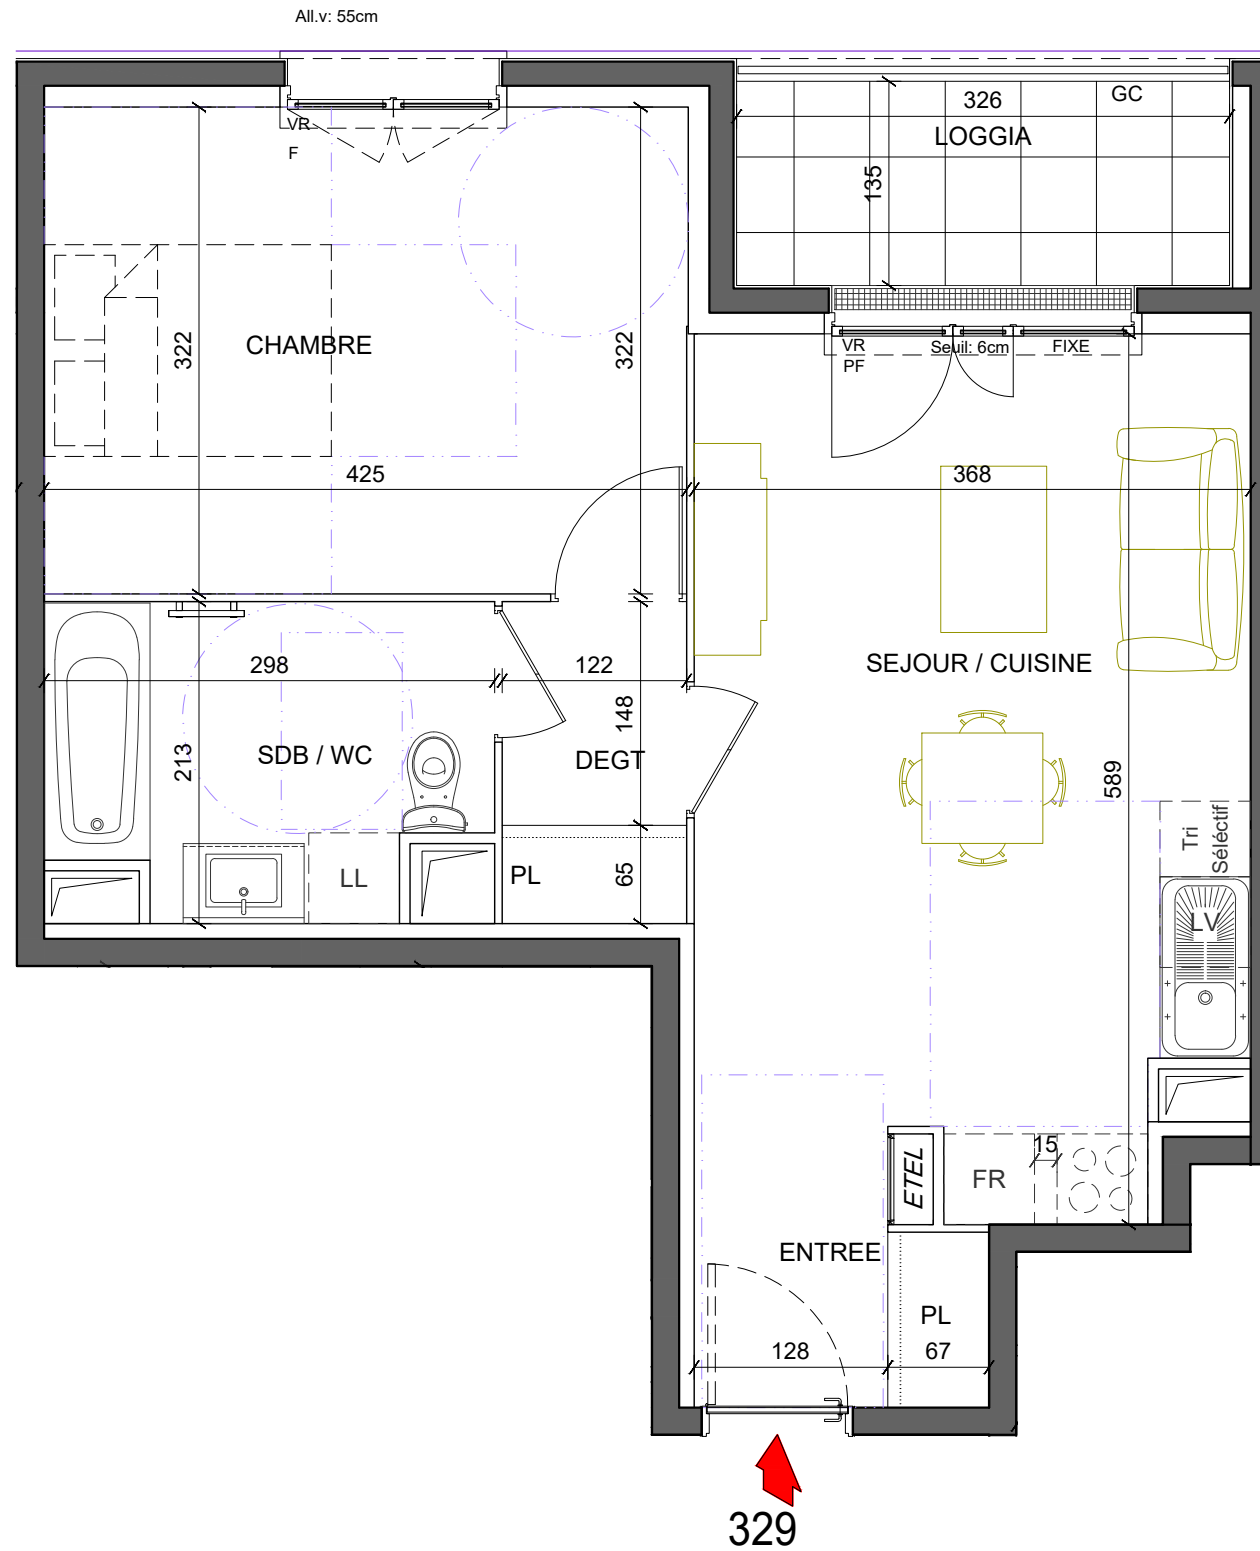 All.v: 55cm
326
GC
LOGGIA
135
VR
F
CHAMBRE
322
322
VR
PF
Seuil: 6cm
FIXE
425
368
SEJOUR / CUISINE
298
122
148
213
SDB / WC
DEGT
589
Tri
Séléctif
LL
PL
65
LV
15
ETEL
FR
ENTREE
PL
128
67
329